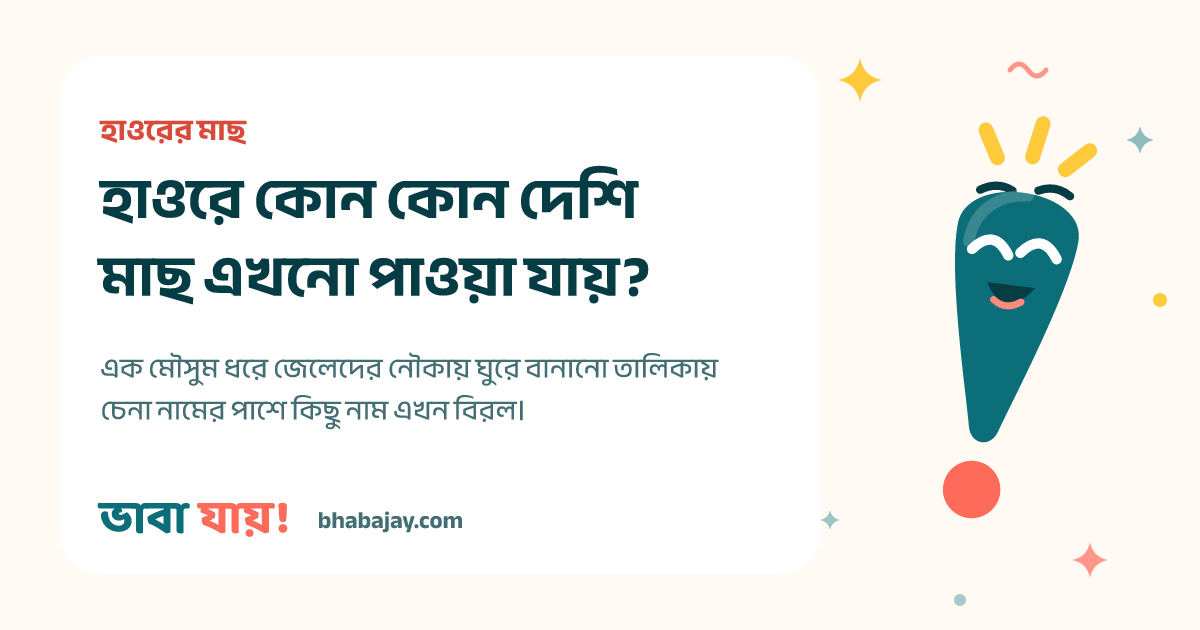 হাওরের মাছ
হাওরে কোন কোন দেশি
মাছ এখনো পাওয়া যায়?
এক মৌসুম ধরে জেলেদের নৌকায় ঘুরে বানানো তালিকায়
চেনা নামের পাশে কিছু নাম এখন বিরল।
ভাবা যায়! bhabajay.com